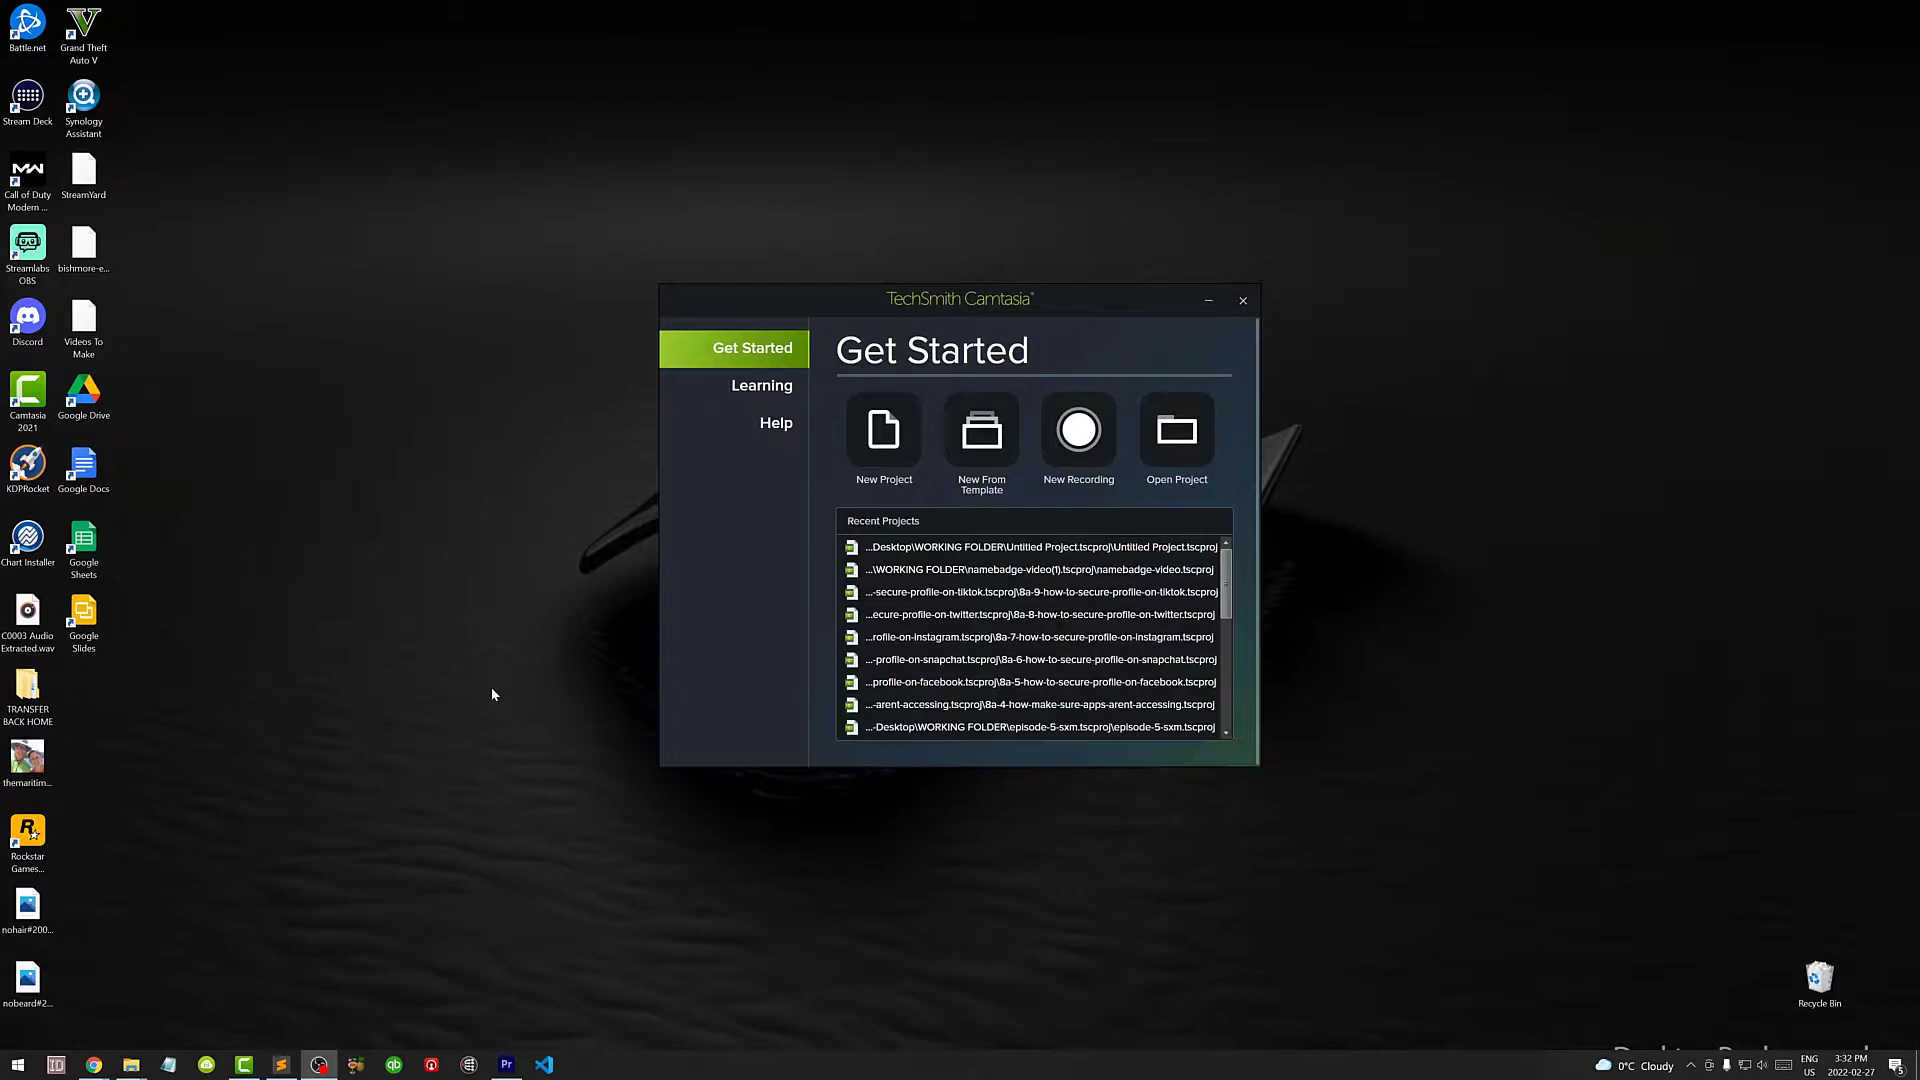 Battle.net
Grand Theft
Auto V
Stream Deck
Synology
Assistant
Call of Duty
Modern ...
StreamYard
Streamlabs
OBS
bishmore-e...
Discord
Videos To
Make
Camtasia
2021
Google Drive
KDPRocket
Google Docs
Chart Installer
Google
Sheets
C0003 Audio
Extracted.wav
Google
Slides
TRANSFER
BACK HOME
themaritim...
Rockstar
Games...
nohair#200...
nobeard#2...
TechSmith Camtasia®
Get Started
Learning
Help
Get Started
New Project
New From
Template
New Recording
Open Project
Recent Projects
...Desktop\WORKING FOLDER\Untitled Project.tscproj\Untitled Project.tscproj
...\WORKING FOLDER\namebadge-video(1).tscproj\namebadge-video.tscproj
...-secure-profile-on-tiktok.tscproj\8a-9-how-to-secure-profile-on-tiktok.tscproj
...ecure-profile-on-twitter.tscproj\8a-8-how-to-secure-profile-on-twitter.tscproj
...rofile-on-instagram.tscproj\8a-7-how-to-secure-profile-on-instagram.tscproj
...-profile-on-snapchat.tscproj\8a-6-how-to-secure-profile-on-snapchat.tscproj
...profile-on-facebook.tscproj\8a-5-how-to-secure-profile-on-facebook.tscproj
...-arent-accessing.tscproj\8a-4-how-make-sure-apps-arent-accessing.tscproj
...-Desktop\WORKING FOLDER\episode-5-sxm.tscproj\episode-5-sxm.tscproj
Recycle Bin
0°C Cloudy
ENG
US
3:32 PM
2022-02-27
5